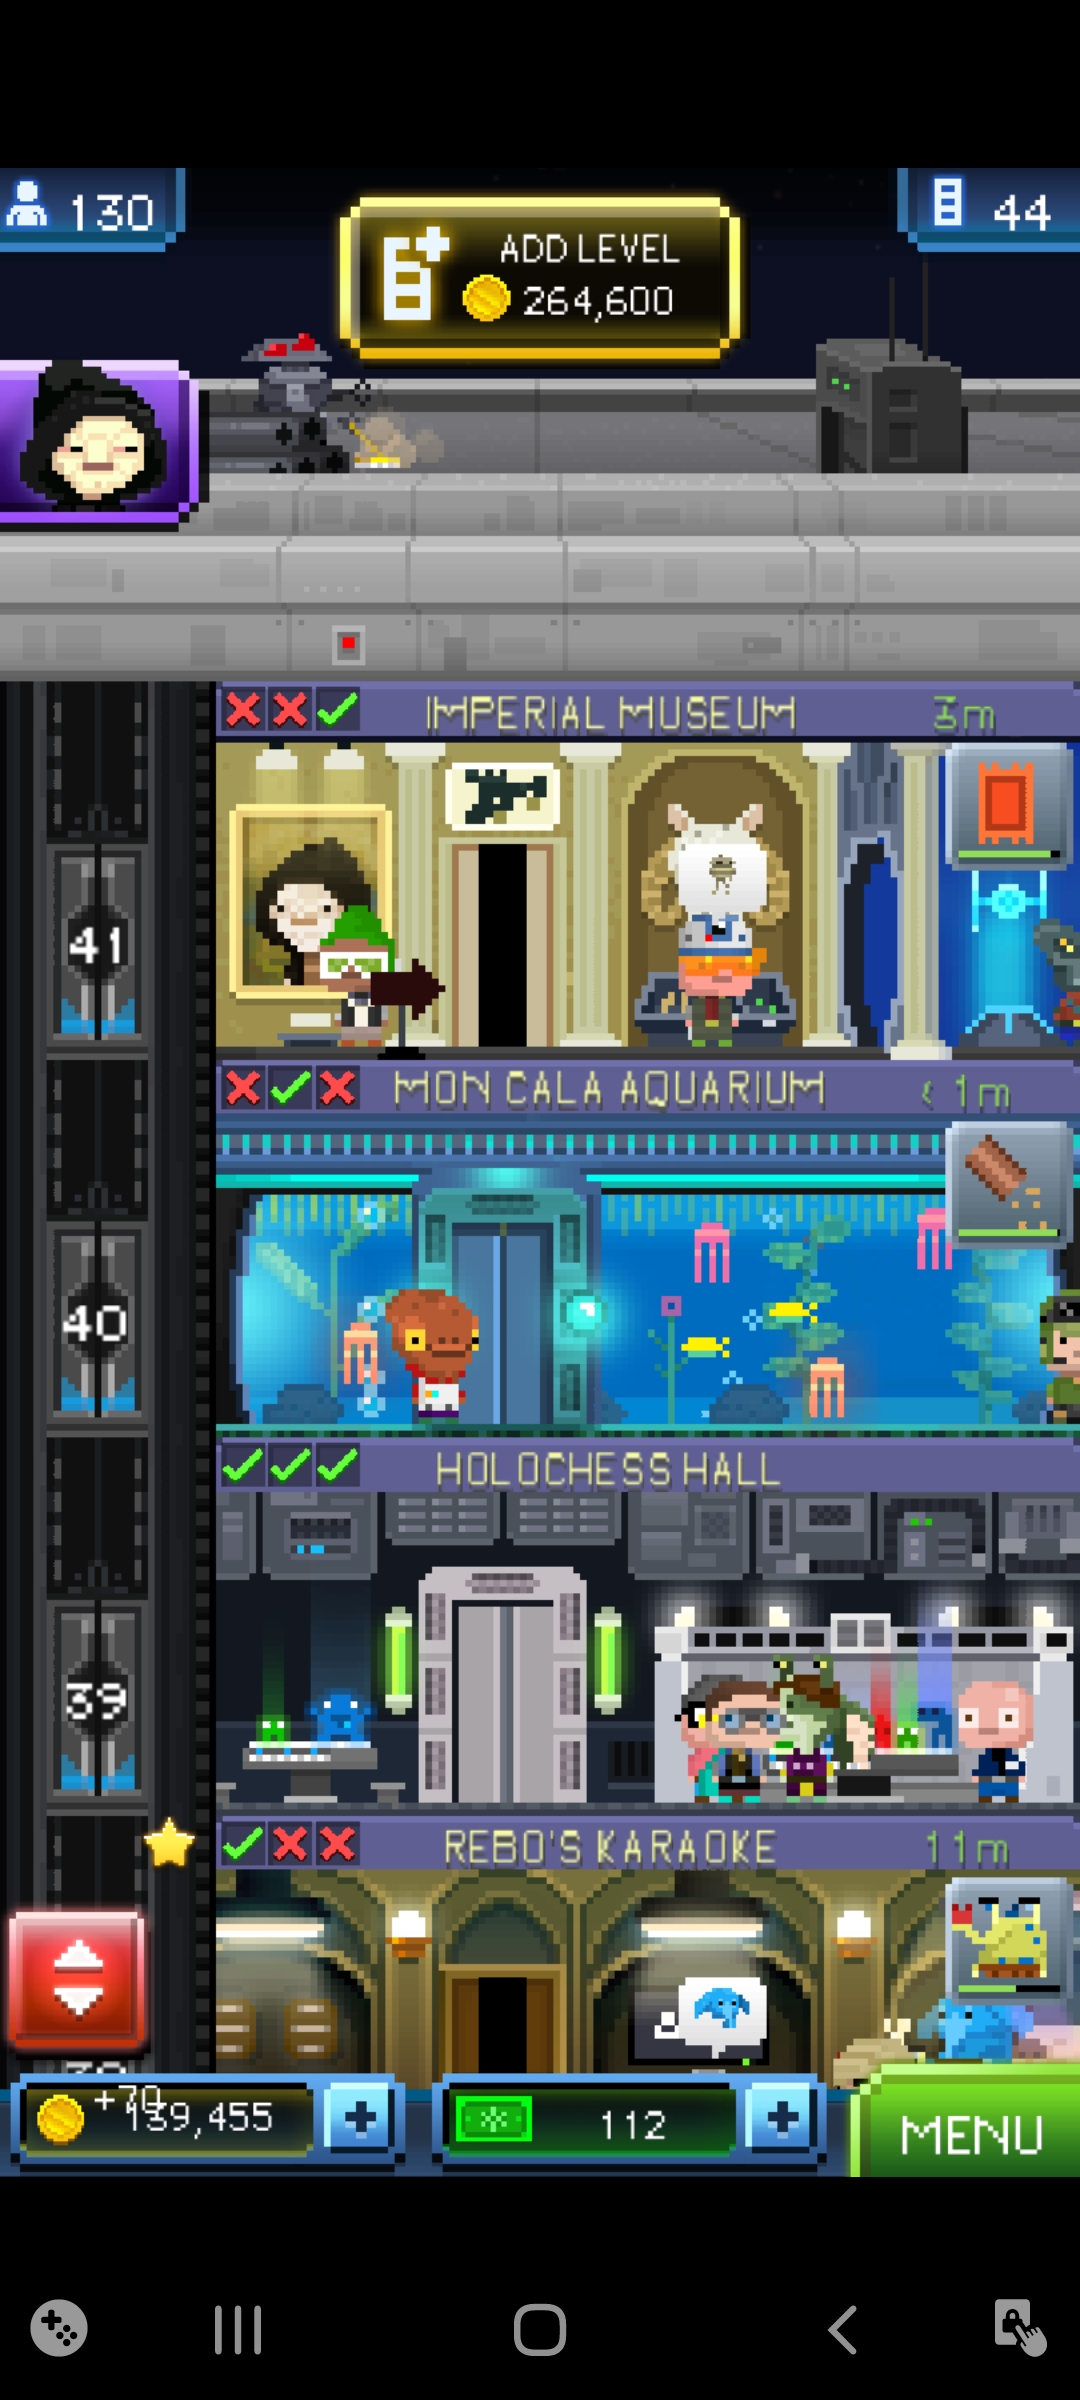 130
44
ADD LEVEL
264,600
IMPERIAL MUSEUM 3m
41
MON CALA AQUARIUM < 1m
40
HOLOCHESS HALL
39
REBO'S KARAOKE 11m
+70
139,455
112
MENU